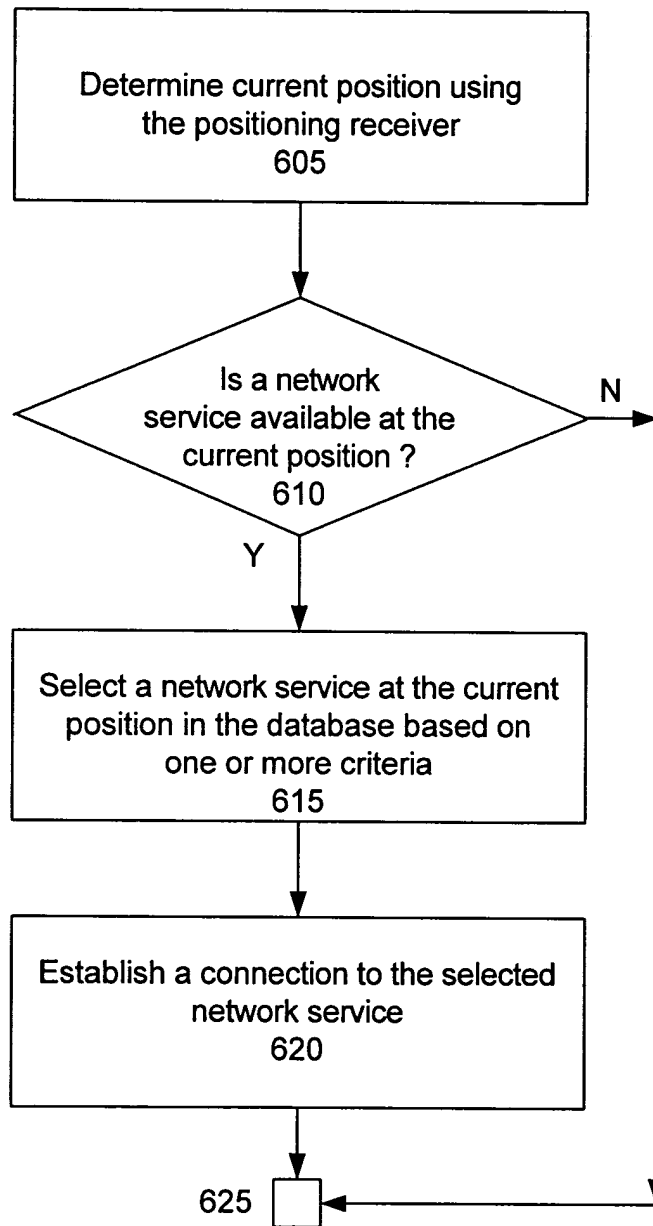 Determine current position using
the positioning receiver
605
Is a network
service available at the
current position ?
610
N
Y
Select a network service at the current
position in the database based on
one or more criteria
615
Establish a connection to the selected
network service
620
625